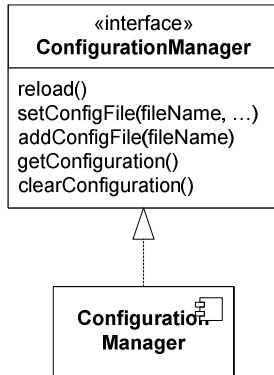 «interface»
ConfigurationManager
reload()
setConfigFile(fileName, …)
addConfigFile(fileName)
getConfiguration()
clearConfiguration()
Configuration
Manager